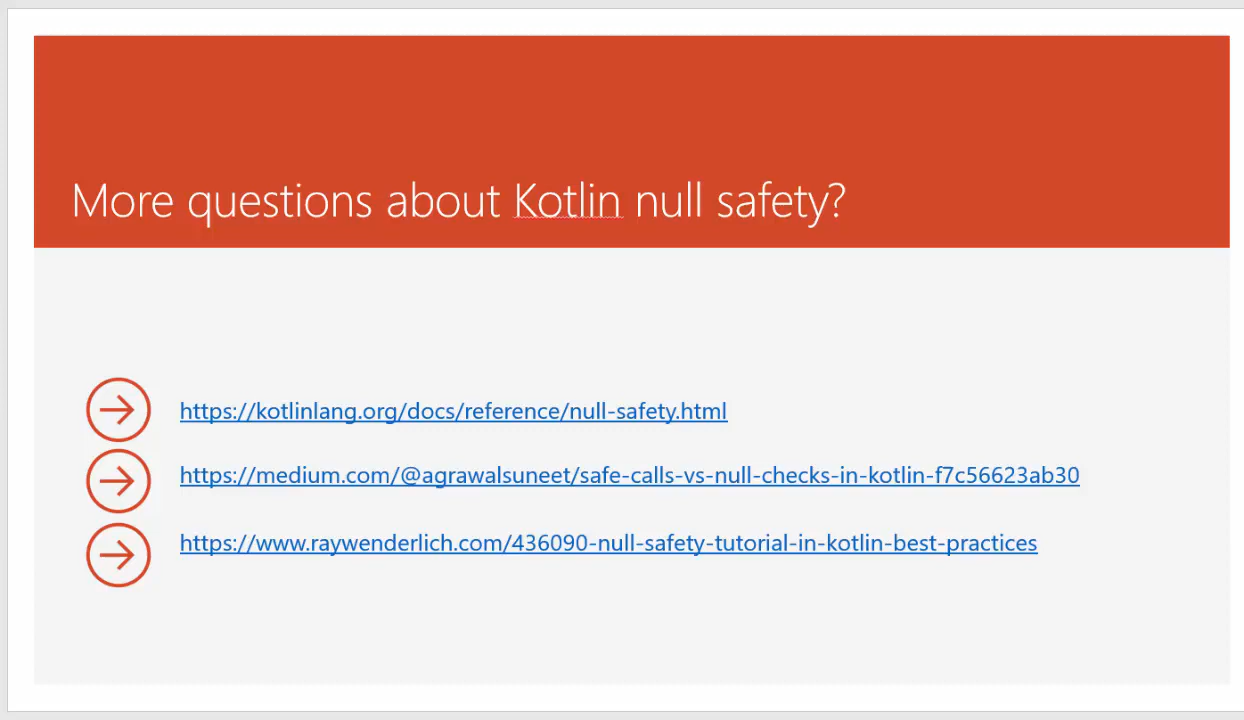 More questions about Kotlin null safety?
https://kotlinlang.org/docs/reference/null-safety.html
https://medium.com/@agrawalsuneet/safe-calls-vs-null-checks-in-kotlin-f7c56623ab30
https://www.raywenderlich.com/436090-null-safety-tutorial-in-kotlin-best-practices